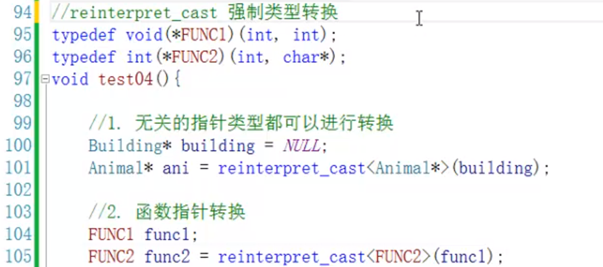 94 //reinterpret_cast 强制类型转换
95 typedef void(*FUNC1)(int, int);
96 typedef int(*FUNC2)(int, char*);
97 void test04(){
98
99 //1. 无关的指针类型都可以进行转换
100 Building* building = NULL;
101 Animal* ani = reinterpret_cast<Animal*>(building);
102
103 //2. 函数指针转换
104 FUNC1 func1;
105 FUNC2 func2 = reinterpret_cast<FUNC2>(func1);